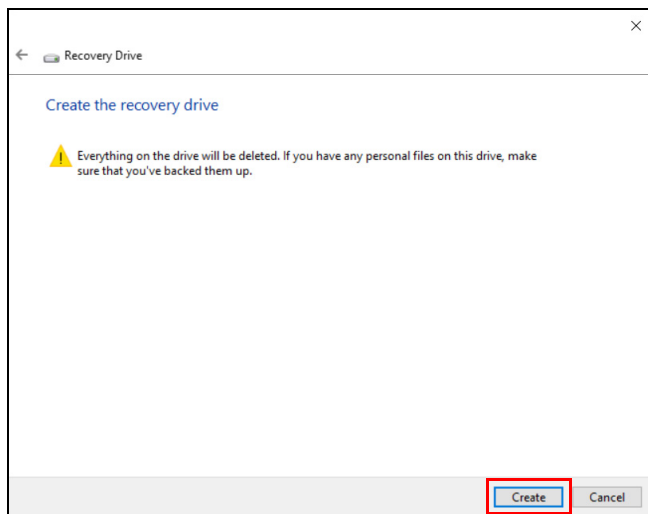 Recovery Drive
Create the recovery drive
Everything on the drive will be deleted. If you have any personal files on this drive, make
sure that you've backed them up.
Create Cancel